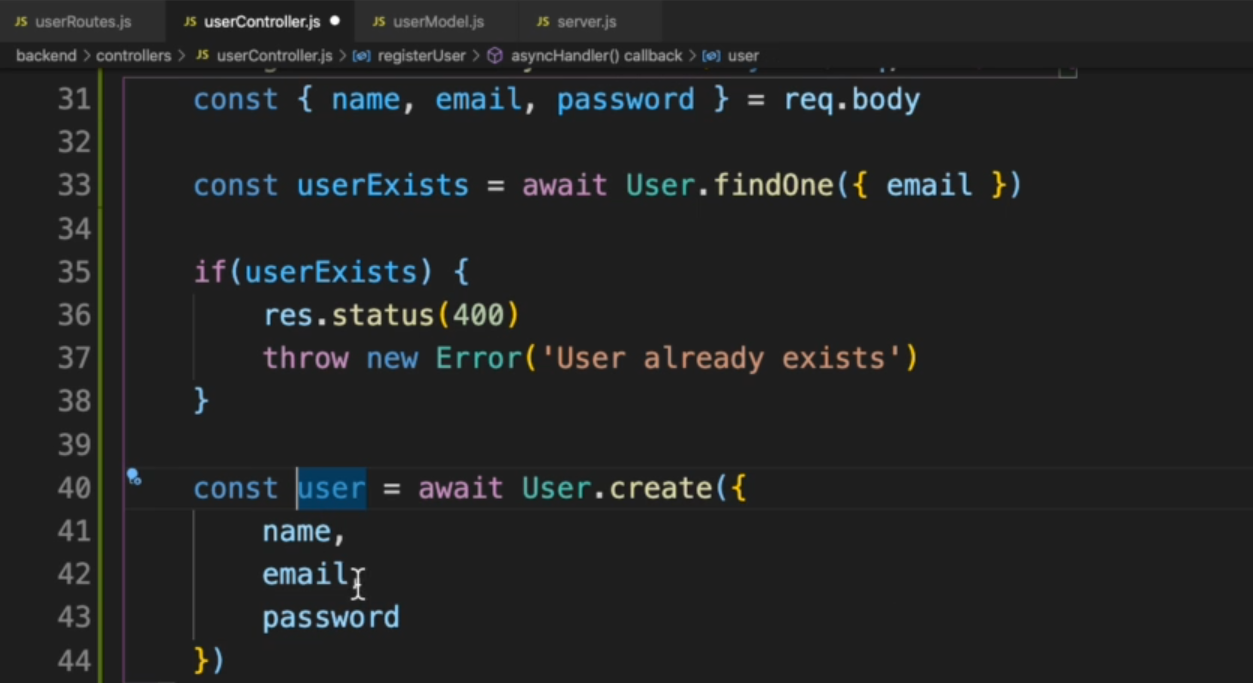 JS userRoutes.js JS userController.js JS userModel.js JS server.js
backend > controllers > JS userController.js > registerUser > asyncHandler() callback > user
31 const { name, email, password } = req.body
32
33 const userExists = await User.findOne({ email })
34
35 if(userExists) {
36 res.status(400)
37 throw new Error('User already exists')
38 }
39
40 const user = await User.create({
41 name,
42 email,
43 password
44 })